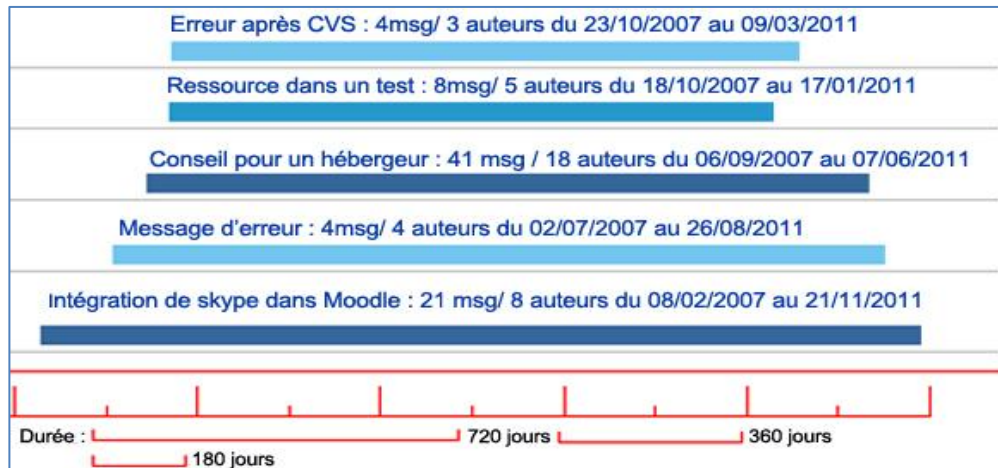 Erreur après CVS : 4msg/ 3 auteurs du 23/10/2007 au 09/03/2011
Ressource dans un test : 8msg/ 5 auteurs du 18/10/2007 au 17/01/2011
Conseil pour un hébergeur : 41 msg / 18 auteurs du 06/09/2007 au 07/06/2011
Message d'erreur : 4msg/ 4 auteurs du 02/07/2007 au 26/08/2011
Intégration de skype dans Moodle : 21 msg/ 8 auteurs du 08/02/2007 au 21/11/2011
Durée : 720 jours 360 jours
180 jours